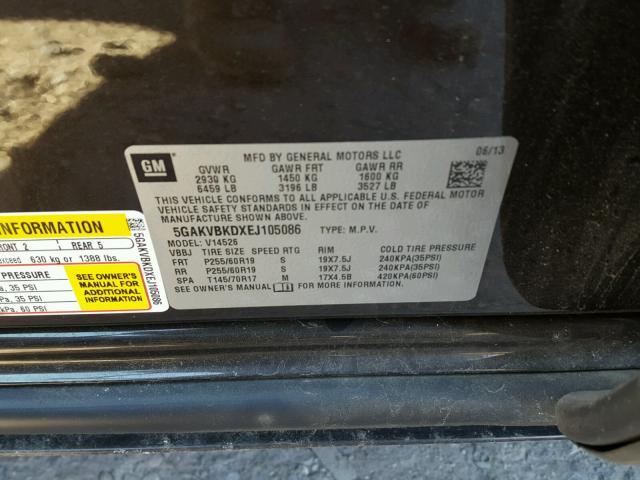 GM
MFD BY GENERAL MOTORS LLC 06/13
GVWR GAWR FRT GAWR RR
2930 KG 1450 KG 1600 KG
6459 LB 3196 LB 3527 LB
THIS VEHICLE CONFORMS TO ALL APPLICABLE U.S. FEDERAL MOTOR
VEHICLE SAFETY STANDARDS IN EFFECT ON THE DATE OF
MANUFACTURE SHOWN ABOVE.
5GAKVBKDXEJ105086 TYPE: M.P.V.
MODEL: V14526
VBBJ TIRE SIZE SPEED RTG RIM COLD TIRE PRESSURE
FRT P255/60R19 S 19X7.5J 240KPA(35PSI)
RR P255/60R19 S 19X7.5J 240KPA(35PSI)
SPA T145/70R17 M 17X4.5B 420KPA(60PSI)
SEE OWNER'S MANUAL FOR MORE INFORMATION.
INFORMATION
FRONT 2 REAR 5
exceed 630 kg or 1388 lbs.
PRESSURE
35 PSI
35 PSI
kPa, 60 PSI
SEE OWNER'S
MANUAL FOR
ADDITIONAL
INFORMATION
5GAKVBKDXEJ105086